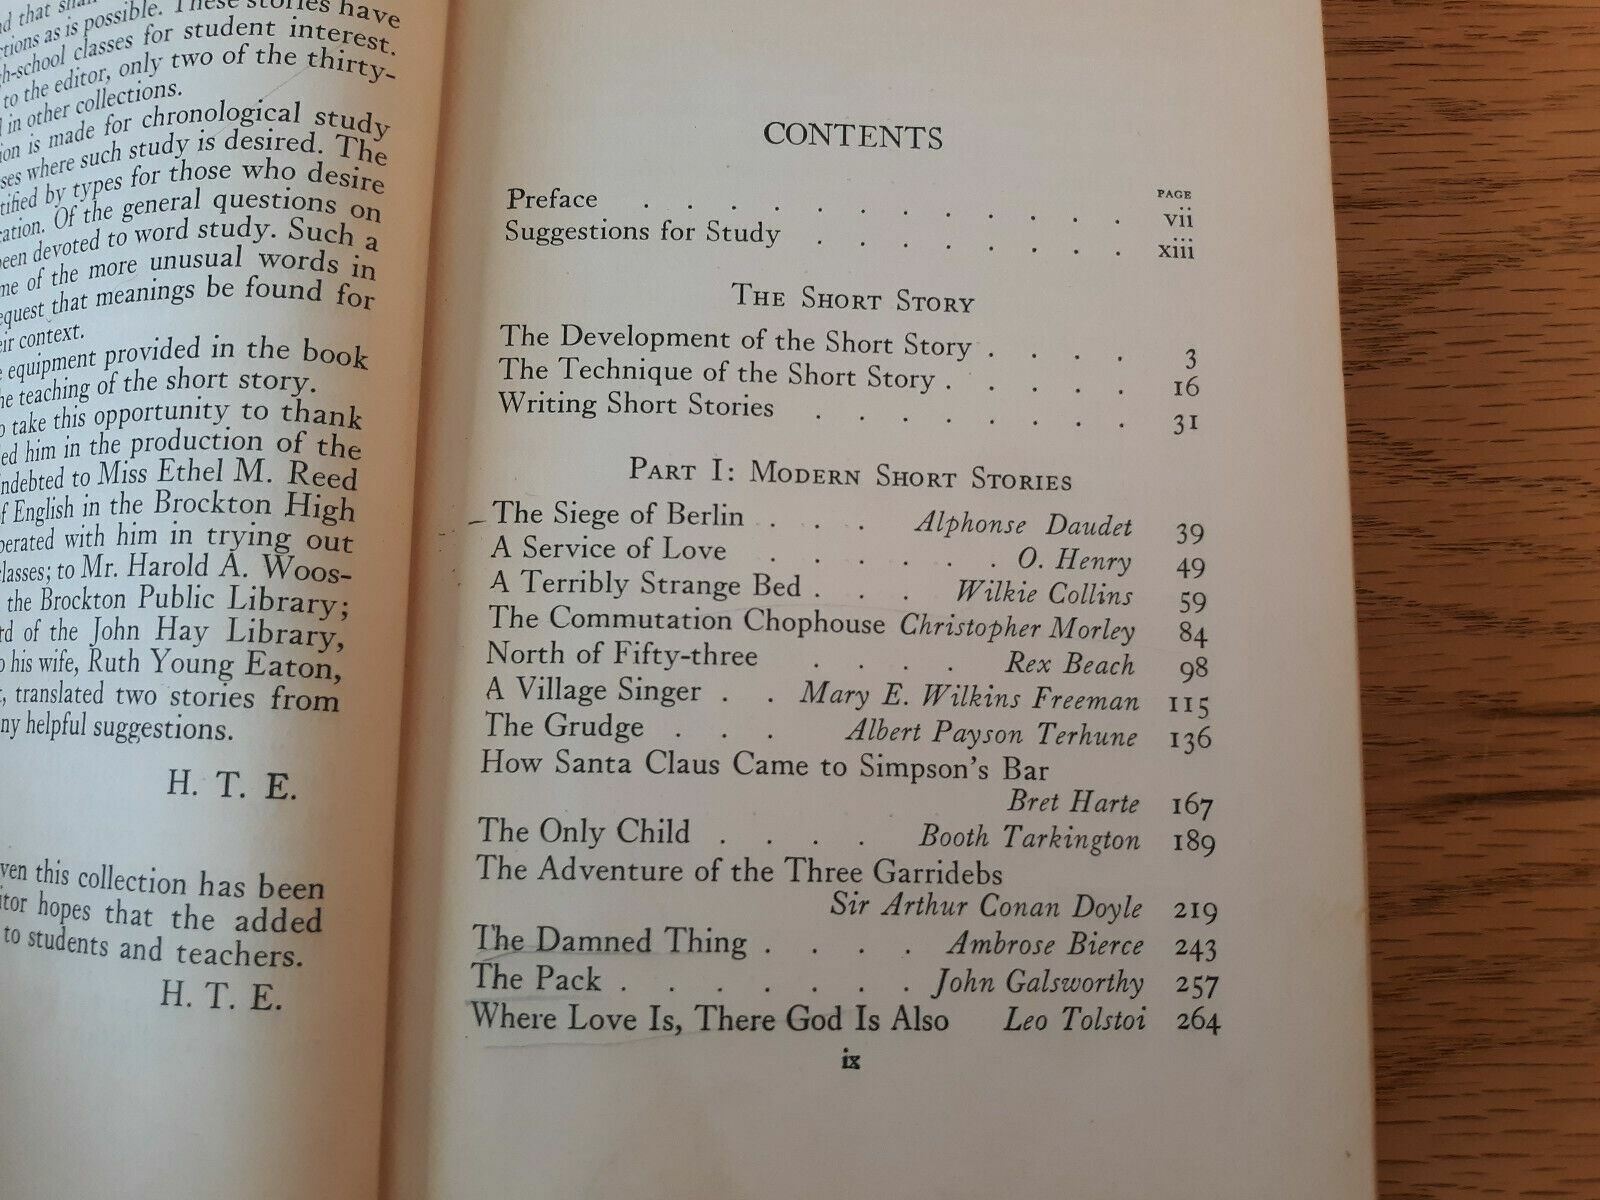 d that shall
ctions as is possible. These stories have
gh-school classes for student interest.
to the editor, only two of the thirty-
d in other collections.
ion is made for chronological study
ses where such study is desired. The
tified by types for those who desire
cation. Of the general questions on
een devoted to word study. Such a
me of the more unusual words in
equest that meanings be found for
eir context.
e equipment provided in the book
he teaching of the short story.
o take this opportunity to thank
ed him in the production of the
ndebted to Miss Ethel M. Reed
f English in the Brockton High
perated with him in trying out
classes; to Mr. Harold A. Woos-
the Brockton Public Library;
rd of the John Hay Library,
o his wife, Ruth Young Eaton,
t, translated two stories from
ny helpful suggestions.
H. T. E.
ven this collection has been
itor hopes that the added
to students and teachers.
H. T. E.
CONTENTS
PAGE
Preface . . . . . . . . . . . vii
Suggestions for Study . . . . . . . . xiii
The Short Story
The Development of the Short Story . . . . 3
The Technique of the Short Story . . . . . 16
Writing Short Stories . . . . . . . . 31
Part I: Modern Short Stories
The Siege of Berlin . . . Alphonse Daudet 39
A Service of Love . . . . . . O. Henry 49
A Terribly Strange Bed . . . Wilkie Collins 59
The Commutation Chophouse Christopher Morley 84
North of Fifty-three . . . . Rex Beach 98
A Village Singer . . Mary E. Wilkins Freeman 115
The Grudge . . . Albert Payson Terhune 136
How Santa Claus Came to Simpson's Bar
Bret Harte 167
The Only Child . . . . Booth Tarkington 189
The Adventure of the Three Garridebs
Sir Arthur Conan Doyle 219
The Damned Thing . . . . Ambrose Bierce 243
The Pack . . . . . . . John Galsworthy 257
Where Love Is, There God Is Also Leo Tolstoi 264
ix